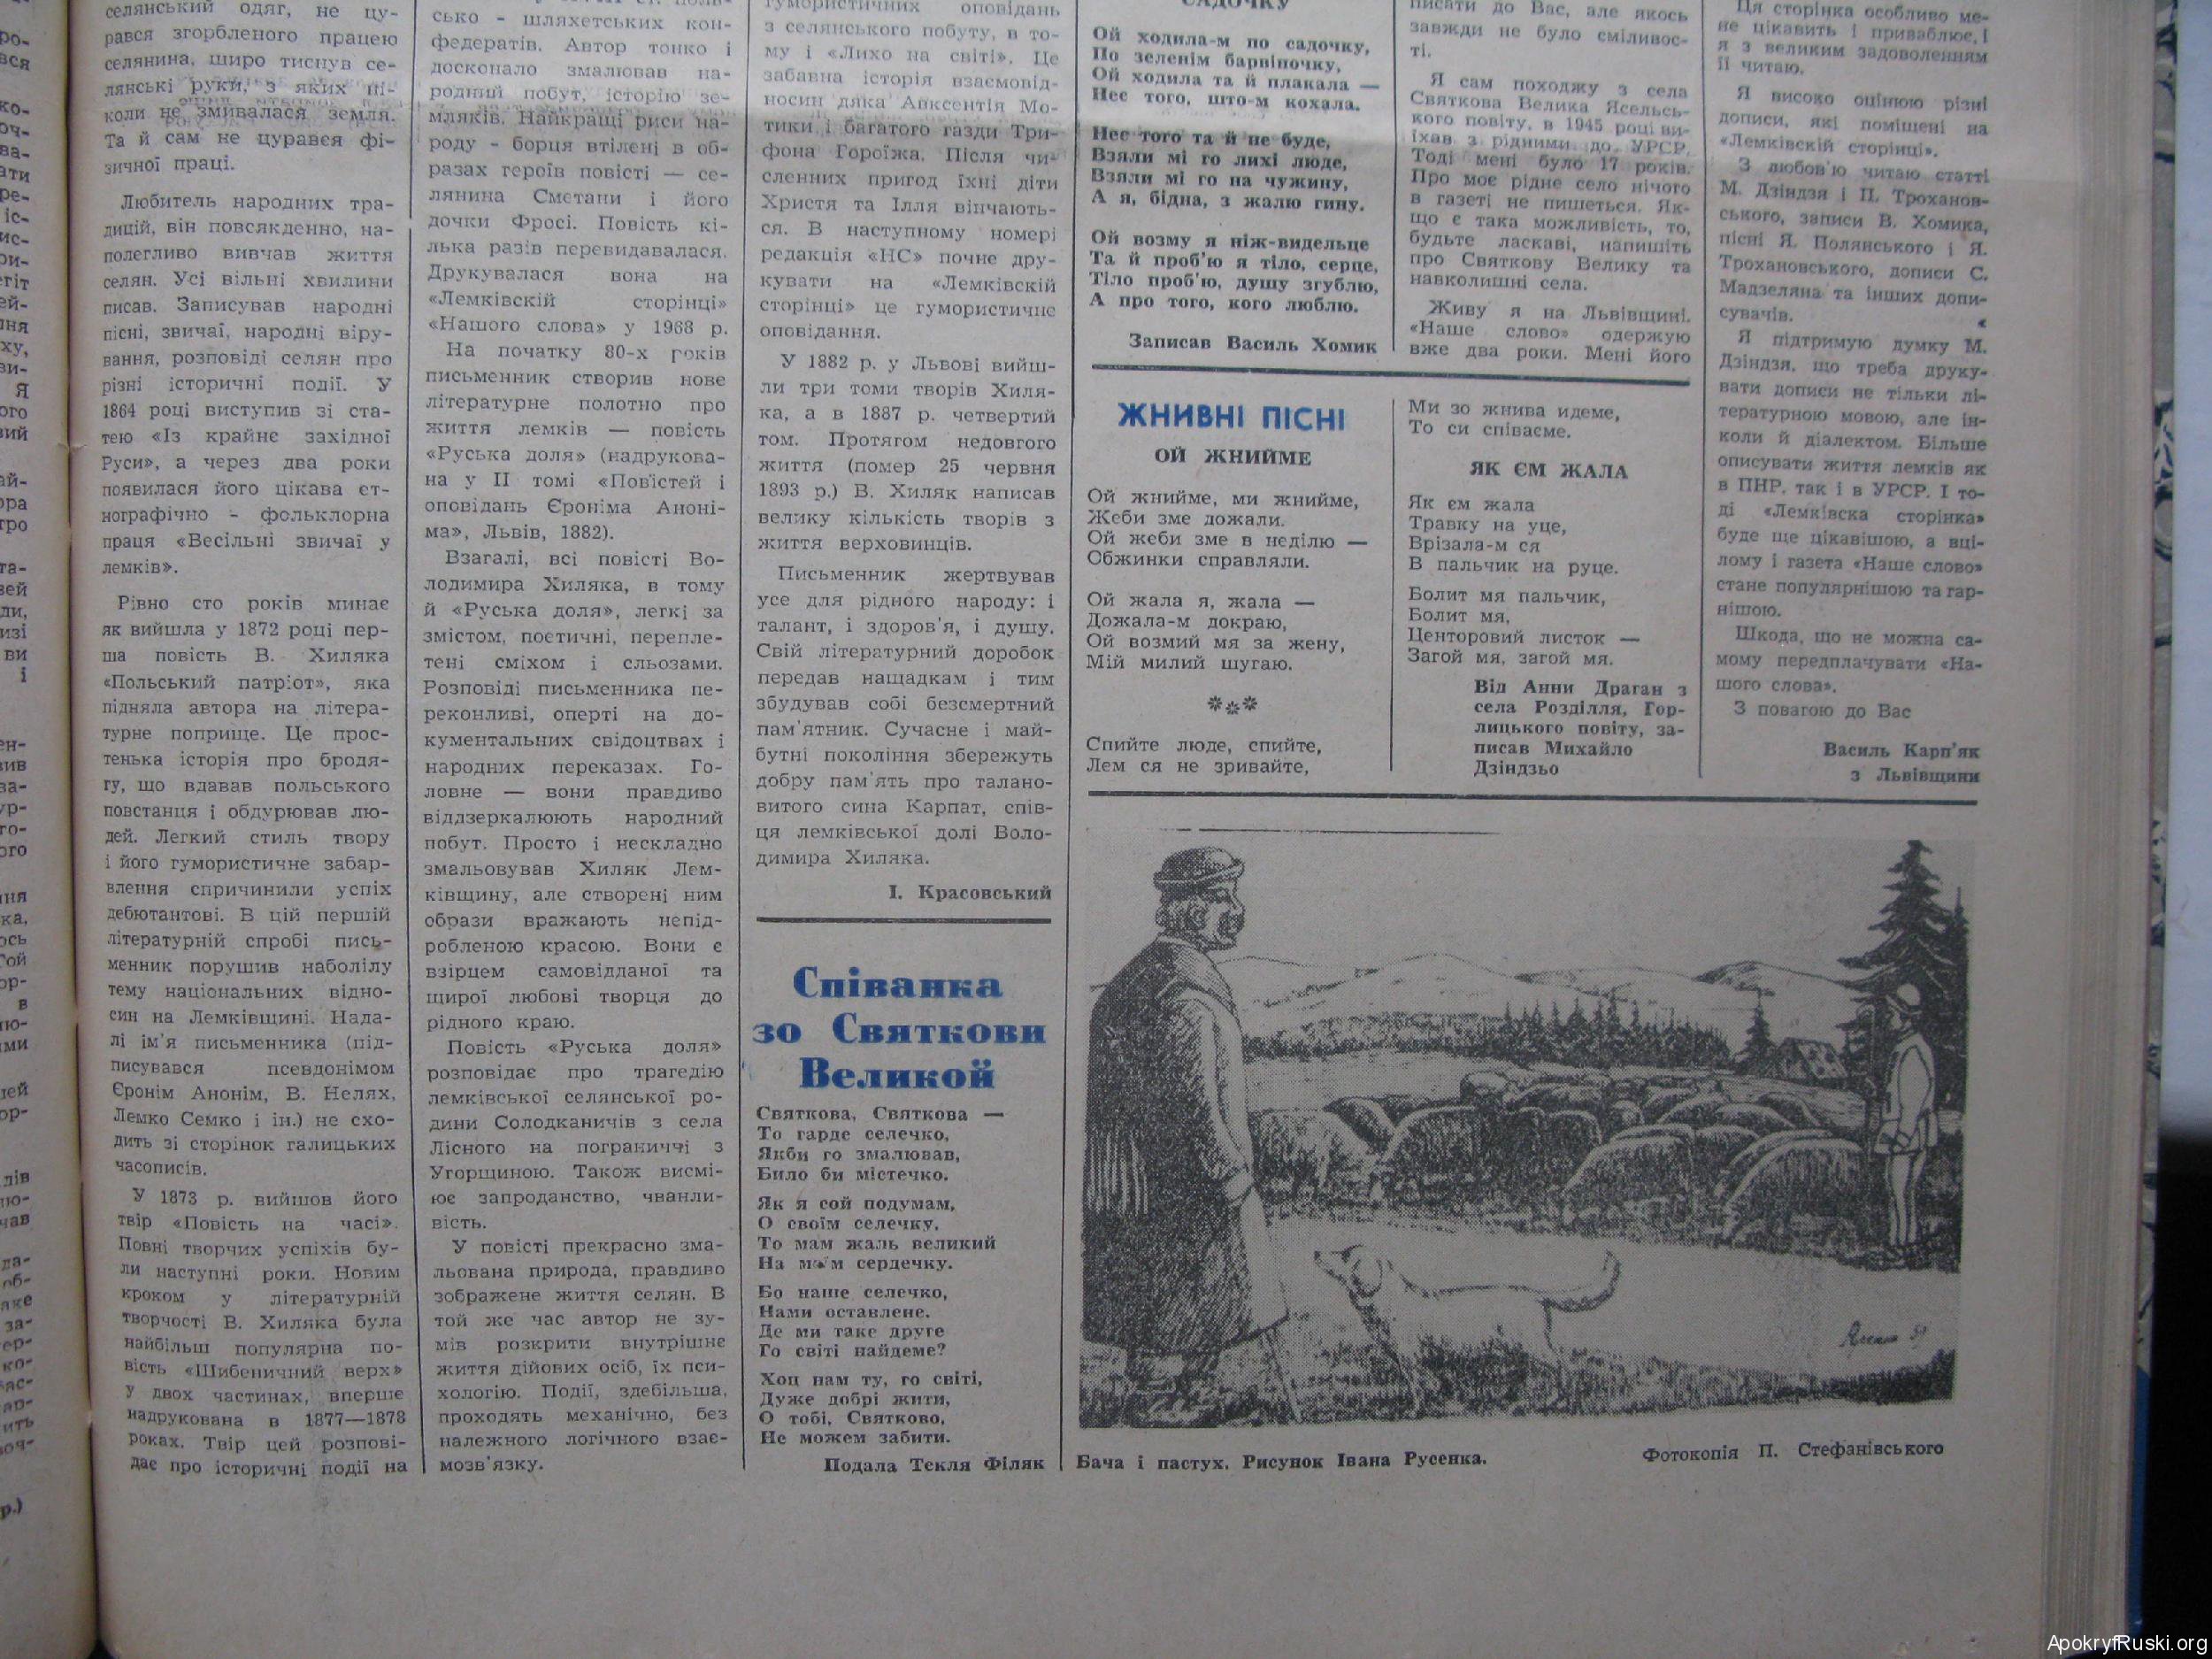 селянський одяг, не цу-
рався згорбленого працею
селянина, щиро тиснув се-
лянські руки, з яких ні-
коли не змивалася земля.
Та й сам не цурався фі-
зичної праці.
Любитель народних тра-
дицій, він повсякденно, на-
полегливо вивчав життя
селян. Усі вільні хвилини
писав. Записував народні
пісні, звичаї, народні віру-
вання, розповіді селян про
різні історичні події. У
1864 році виступив зі ста-
тею «Із крайне західної
Руси», а через два роки
появилася його цікава ет-
нографічно - фольклорна
праця «Весільні звичаї у
лемків».
Рівно сто років минає
як вийшла у 1872 році пер-
ша повість В. Хиляка
«Польський патріот», яка
підняла автора на літера-
турне поприще. Це прос-
тенька історія про бродя-
гу, що вдавав польського
повстанця і обдурював лю-
дей. Легкий стиль твору
і його гумористичне забар-
влення спричинили успіх
дебютантові. В цій першій
літературній спробі пись-
менник порушив наболілу
тему національних відно-
син на Лемківщині. Нада-
лі ім'я письменника (під-
писувався псевдонімом
Єронім Анонім, В. Нелях,
Лемко Семко і ін.) не схо-
дить зі сторінок галицьких
часописів.
У 1873 р. вийшов його
твір «Повість на часі».
Повні творчих успіхів бу-
ли наступні роки. Новим
кроком у літературній
творчості В. Хиляка була
найбільш популярна по-
вість «Шибеничний верх»
у двох частинах, вперше
надрукована в 1877—1878
роках. Твір цей розпові-
дає про історичні події на
сько - шляхетських кон-
федератів. Автор тонко і
досконало змалював на-
родний побут, історію зе-
мляків. Найкращі риси на-
роду - борця втілені в об-
разах героїв повісті — се-
лянина Сметани і його
дочки Фросі. Повість кі-
лька разів перевидавалася.
Друкувалася вона на
«Лемківскій сторінці»
«Нашого слова» у 1968 р.
На початку 80-х років
письменник створив нове
літературне полотно про
життя лемків — повість
«Руська доля» (надрукова-
на у II томі «Повістей і
оповідань Єроніма Аноні-
ма», Львів, 1882).
Взагалі, всі повісті Во-
лодимира Хиляка, в тому
й «Руська доля», легкі за
змістом, поетичні, перепле-
тені сміхом і сльозами.
Розповіді письменника пе-
реконливі, оперті на до-
кументальних свідоцтвах і
народних переказах. Го-
ловне — вони правдиво
віддзеркалюють народний
побут. Просто і нескладно
змальовував Хиляк Лем-
ківщину, але створені ним
образи вражають непід-
робленою красою. Вони є
взірцем самовідданої та
щирої любові творця до
рідного краю.
Повість «Руська доля»
розповідає про трагедію
лемківської селянської ро-
дини Солодканичів з села
Лісного на пограниччі з
Угорщиною. Також висмі-
ює запроданство, чванли-
вість.
У повісті прекрасно зма-
льована природа, правдиво
зображене життя селян. В
той же час автор не зу-
мів розкрити внутрішнє
життя дійових осіб, їх пси-
хологію. Події, здебільша,
проходять механічно, без
належного логічного взає-
мозв'язку.
гумористичних оповідань
з селянського побуту, в то-
му і «Лихо на світі». Це
забавна історія взаємовід-
носин дяка Авксентія Мо-
тики і багатого газди Три-
фона Гороїжа. Після чи-
сленних пригод їхні діти
Христя та Ілля вінчають-
ся. В наступному номері
редакція «НС» почне дру-
кувати на «Лемківскій
сторінці» це гумористичне
оповідання.
У 1882 р. у Львові вийш-
ли три томи творів Хиля-
ка, а в 1887 р. четвертий
том. Протягом недовгого
життя (помер 25 червня
1893 р.) В. Хиляк написав
велику кількість творів з
життя верховинців.
Письменник жертвував
усе для рідного народу: і
талант, і здоров'я, і душу.
Свій літературний доробок
передав нащадкам і тим
збудував собі безсмертний
пам'ятник. Сучасне і май-
бутні покоління збережуть
добру пам'ять про талано-
витого сина Карпат, спів-
ця лемківської долі Воло-
димира Хиляка.
І. Красовський
Співанка
зо Святкови
Великой
Святкова, Святкова —
То гарде селечко,
Якби го змалював,
Било би містечко.
Як я сой подумам,
О своїм селечку,
То мам жаль великий
На моїм сердечку.
Бо наше селечко,
Нами оставлене.
Де ми таке друге
Го світі найдеме?
Хоц нам ту, го світі,
Дуже добрі жити,
О тобі, Святково,
Не можем забити.
Подала Текля Філяк
САДОЧКУ
Ой ходила-м по садочку,
По зеленім барвіночку,
Ой ходила та й плакала —
Неє того, што-м кохала.
Неє того та й не буде,
Взяли мі го лихі люде,
Взяли мі го на чужину,
А я, бідна, з жалю гину.
Ой возму я ніж-видельце
Та й проб'ю я тіло, серце,
Тіло проб'ю, душу згублю,
А про того, кого люблю.
Записав Василь Хомик
писати до Вас, але якось
завжди не було сміливос-
ті.
Я сам походжу з села
Святкова Велика Ясельсь-
кого повіту, в 1945 році ви-
їхав з рідними до УРСР.
Тоді мені було 17 років.
Про моє рідне село нічого
в газеті не пишеться. Як-
що є така можливість, то,
будьте ласкаві, напишіть
про Святкову Велику та
навколишні села.
Живу я на Львівщині,
«Наше слово» одержую
вже два роки. Мені його
Ця сторінка особливо ме-
не цікавить і приваблює, і
я з великим задоволенням
її читаю.
Я високо оцінюю різні
дописи, які поміщені на
«Лемківскій сторінці».
З любов'ю читаю статті
М. Дзіндзя і П. Трохановського,
ського, записи В. Хомика,
пісні Я. Полянського і Я.
Трохановського, дописи С.
Мадзеляна та інших допи-
сувачів.
Я підтримую думку М.
Дзіндзя, що треба друку-
вати дописи не тільки лі-
тературною мовою, але ін-
коли й діалектом. Більше
описувати життя лемків як
в ПНР, так і в УРСР. І то-
ді «Лемківска сторінка»
буде ще цікавішою, а вці-
лому і газета «Наше слово»
стане популярнішою та гар-
нішою.
Шкода, що не можна са-
мому передплачувати «На-
шого слова».
З повагою до Вас
Василь Карп'як
з Львівщини
ЖНИВНІ ПІСНІ
ОЙ ЖНИЙМЕ
Ой жнийме, ми жнийме,
Жеби зме дожали.
Ой жеби зме в неділю —
Обжинки справляли.
Ой жала я, жала —
Дожала-м докраю,
Ой возмий мя за жену,
Мій милий шугаю.
***
Спийте люде, спийте,
Лем ся не зривайте,
Ми зо жнива идеме,
То си співаєме.
ЯК ЄМ ЖАЛА
Як єм жала
Травку на уце,
Врізала-м ся
В пальчик на руце.
Болит мя пальчик,
Болит мя,
Центоровий листок —
Загой мя, загой мя.
Від Анни Драган з
села Розділля, Гор-
лицького повіту, за-
писав Михайло
Дзіндзьо
Бача і пастух. Рисунок Івана Русенка.
Фотокопія П. Стефанівського
ApokryfRuski.org